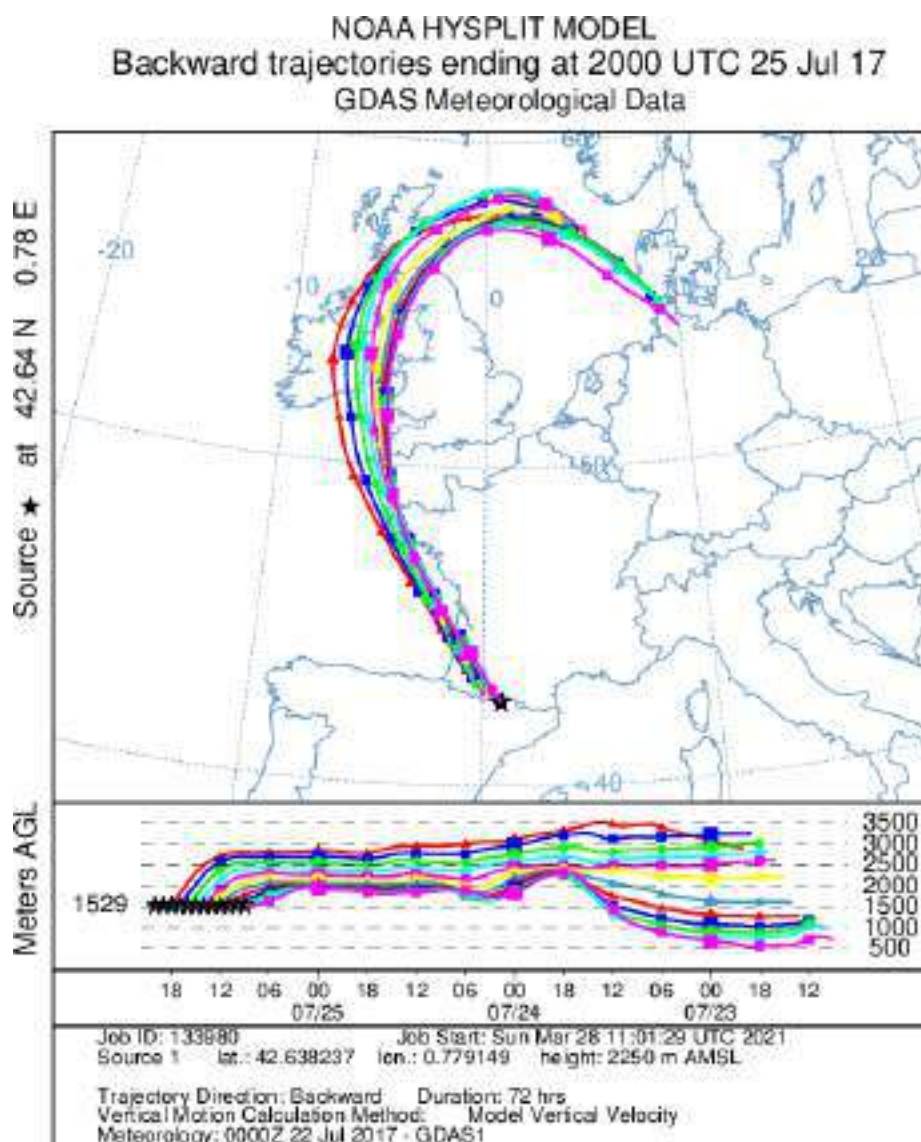 NOAA HYSPLIT MODEL
Backward trajectories ending at 2000 UTC 25 Jul 17
GDAS Meteorological Data
Source ★ at 42.64 N 0.78 E
-20
-10
0
20
60
50
40
Meters AGL
1529
3500
3000
2500
2000
1500
1000
500
18 12 06 00 18 12 06 00 18 12 06 00 18 12
07/25 07/24 07/23
Job ID: 133980 Job Start: Sun Mar 28 11:01:29 UTC 2021
Source 1 lat.: 42.638237 lon.: 0.779149 height: 2250 m AMSL
Trajectory Direction: Backward Duration: 72 hrs
Vertical Motion Calculation Method: Model Vertical Velocity
Meteorology: 0000Z 22 Jul 2017 - GDAS1